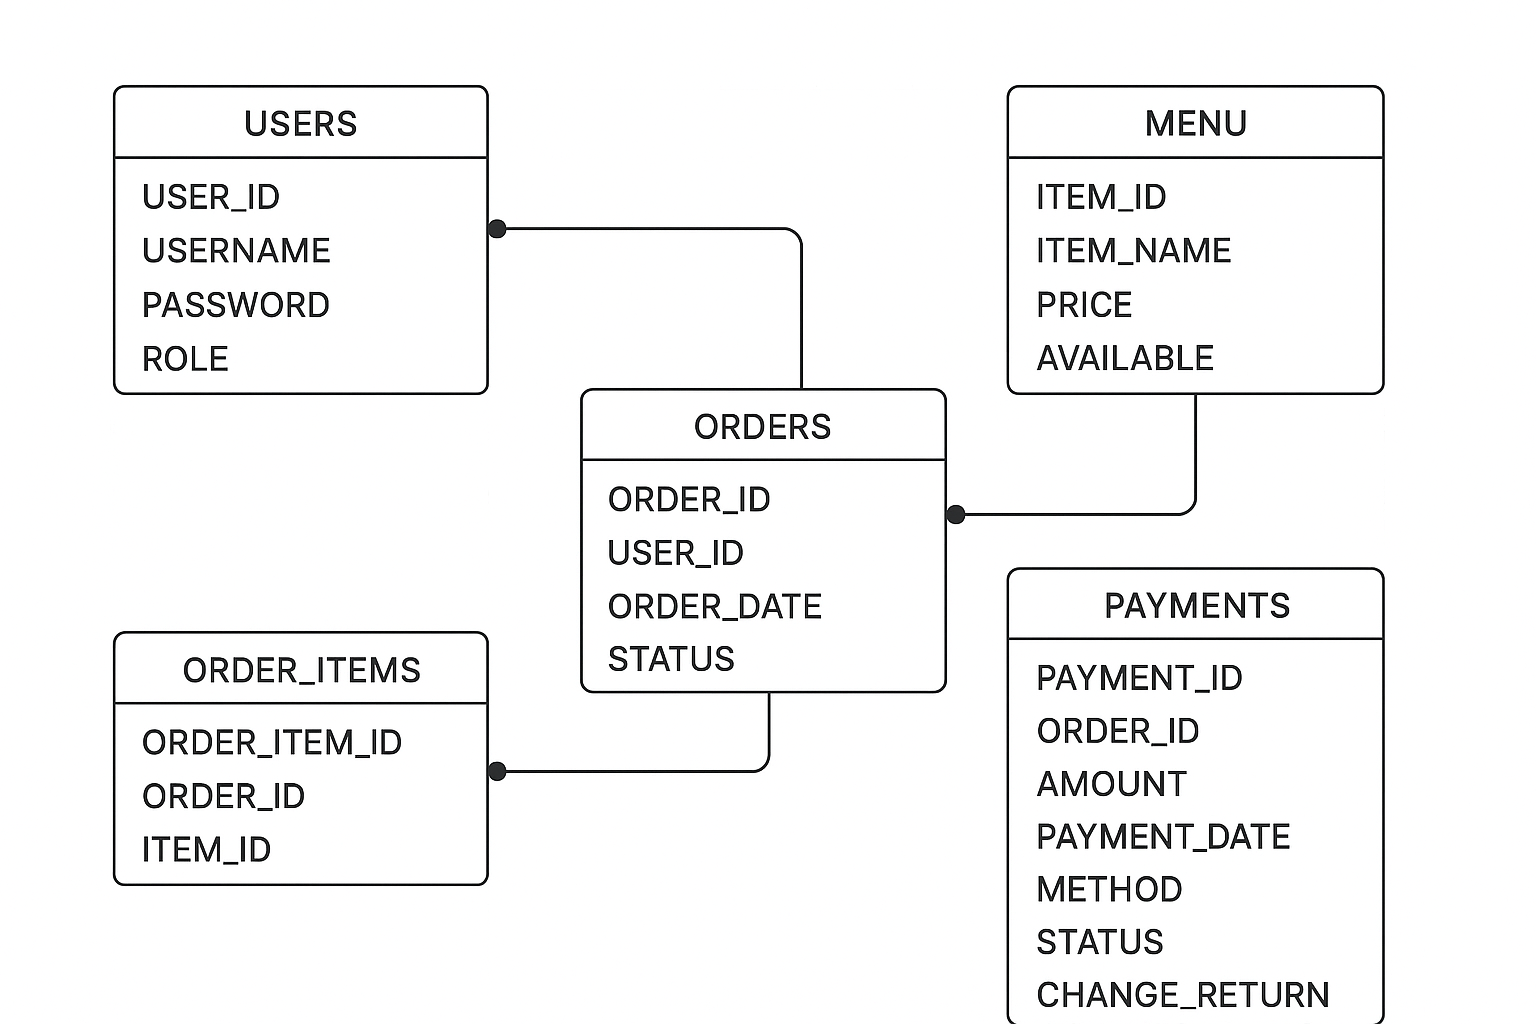 USERS
USER_ID
USERNAME
PASSWORD
ROLE
MENU
ITEM_ID
ITEM_NAME
PRICE
AVAILABLE
ORDERS
ORDER_ID
USER_ID
ORDER_DATE
STATUS
ORDER_ITEMS
ORDER_ITEM_ID
ORDER_ID
ITEM_ID
PAYMENTS
PAYMENT_ID
ORDER_ID
AMOUNT
PAYMENT_DATE
METHOD
STATUS
CHANGE_RETURN